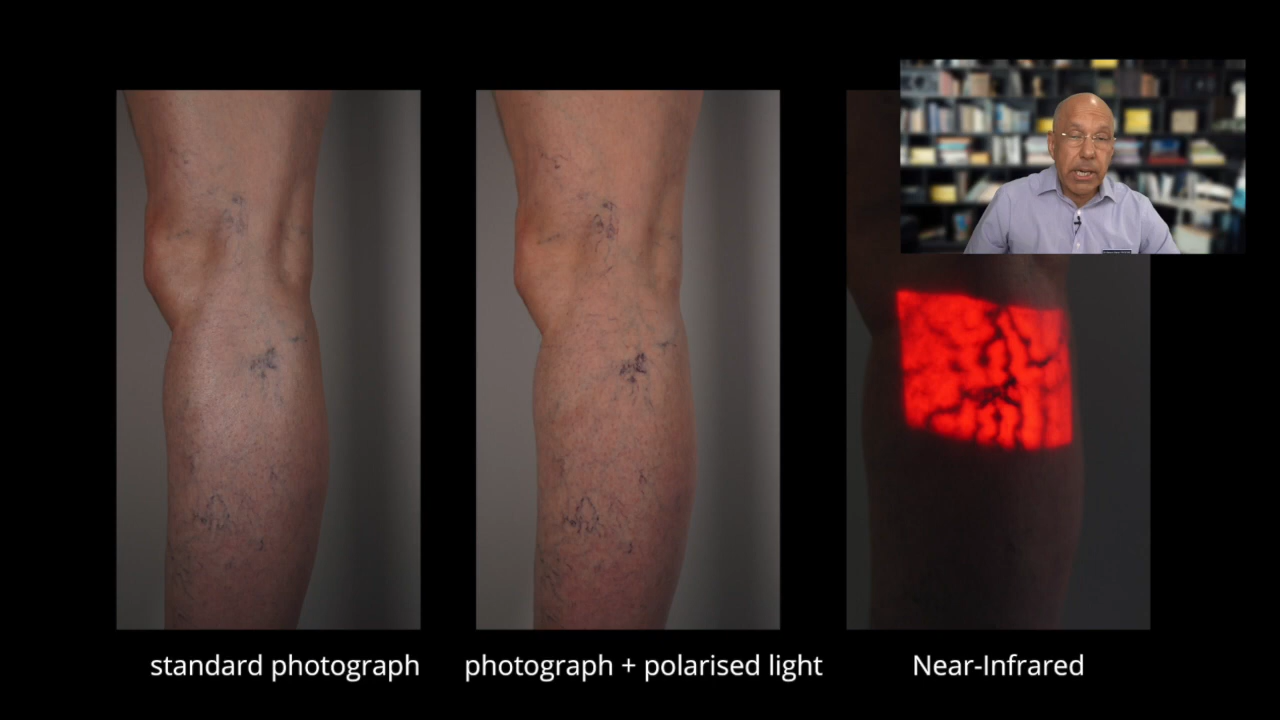 standard photograph
photograph + polarised light
Near-Infrared